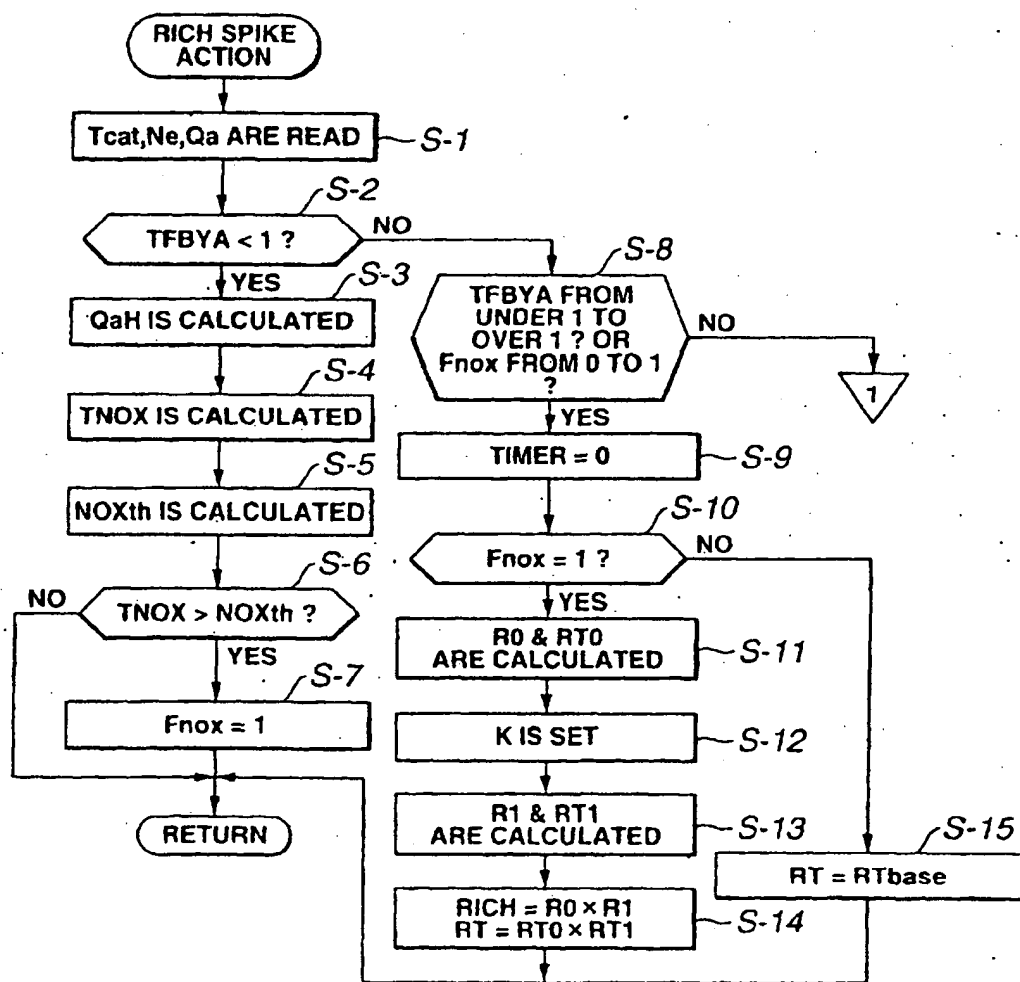 RICH SPIKE
ACTION
Tcat,Ne,Qa ARE READ
S-1
S-2
TFBYA < 1 ?
NO
YES
S-3
QaH IS CALCULATED
S-4
TNOX IS CALCULATED
S-5
NOXth IS CALCULATED
S-6
NO
TNOX > NOXth ?
YES
S-7
Fnox = 1
RETURN
S-8
TFBYA FROM
UNDER 1 TO
OVER 1 ? OR
Fnox FROM 0 TO 1
?
NO
1
YES
TIMER = 0
S-9
S-10
Fnox = 1 ?
NO
YES
R0 & RT0
ARE CALCULATED
S-11
K IS SET
S-12
R1 & RT1
ARE CALCULATED
S-13
RICH = R0 × R1
RT = RT0 × RT1
S-14
S-15
RT = RTbase